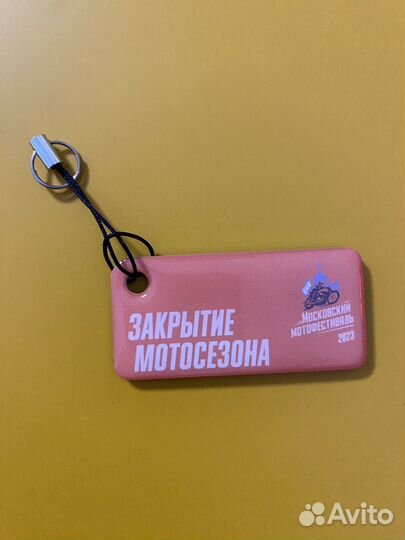 ЗАКРЫТИЕ
МОТОСЕЗОНА
МОСКОВСКИЙ
МОТОФЕСТИВАЛЬ
2023
Avito